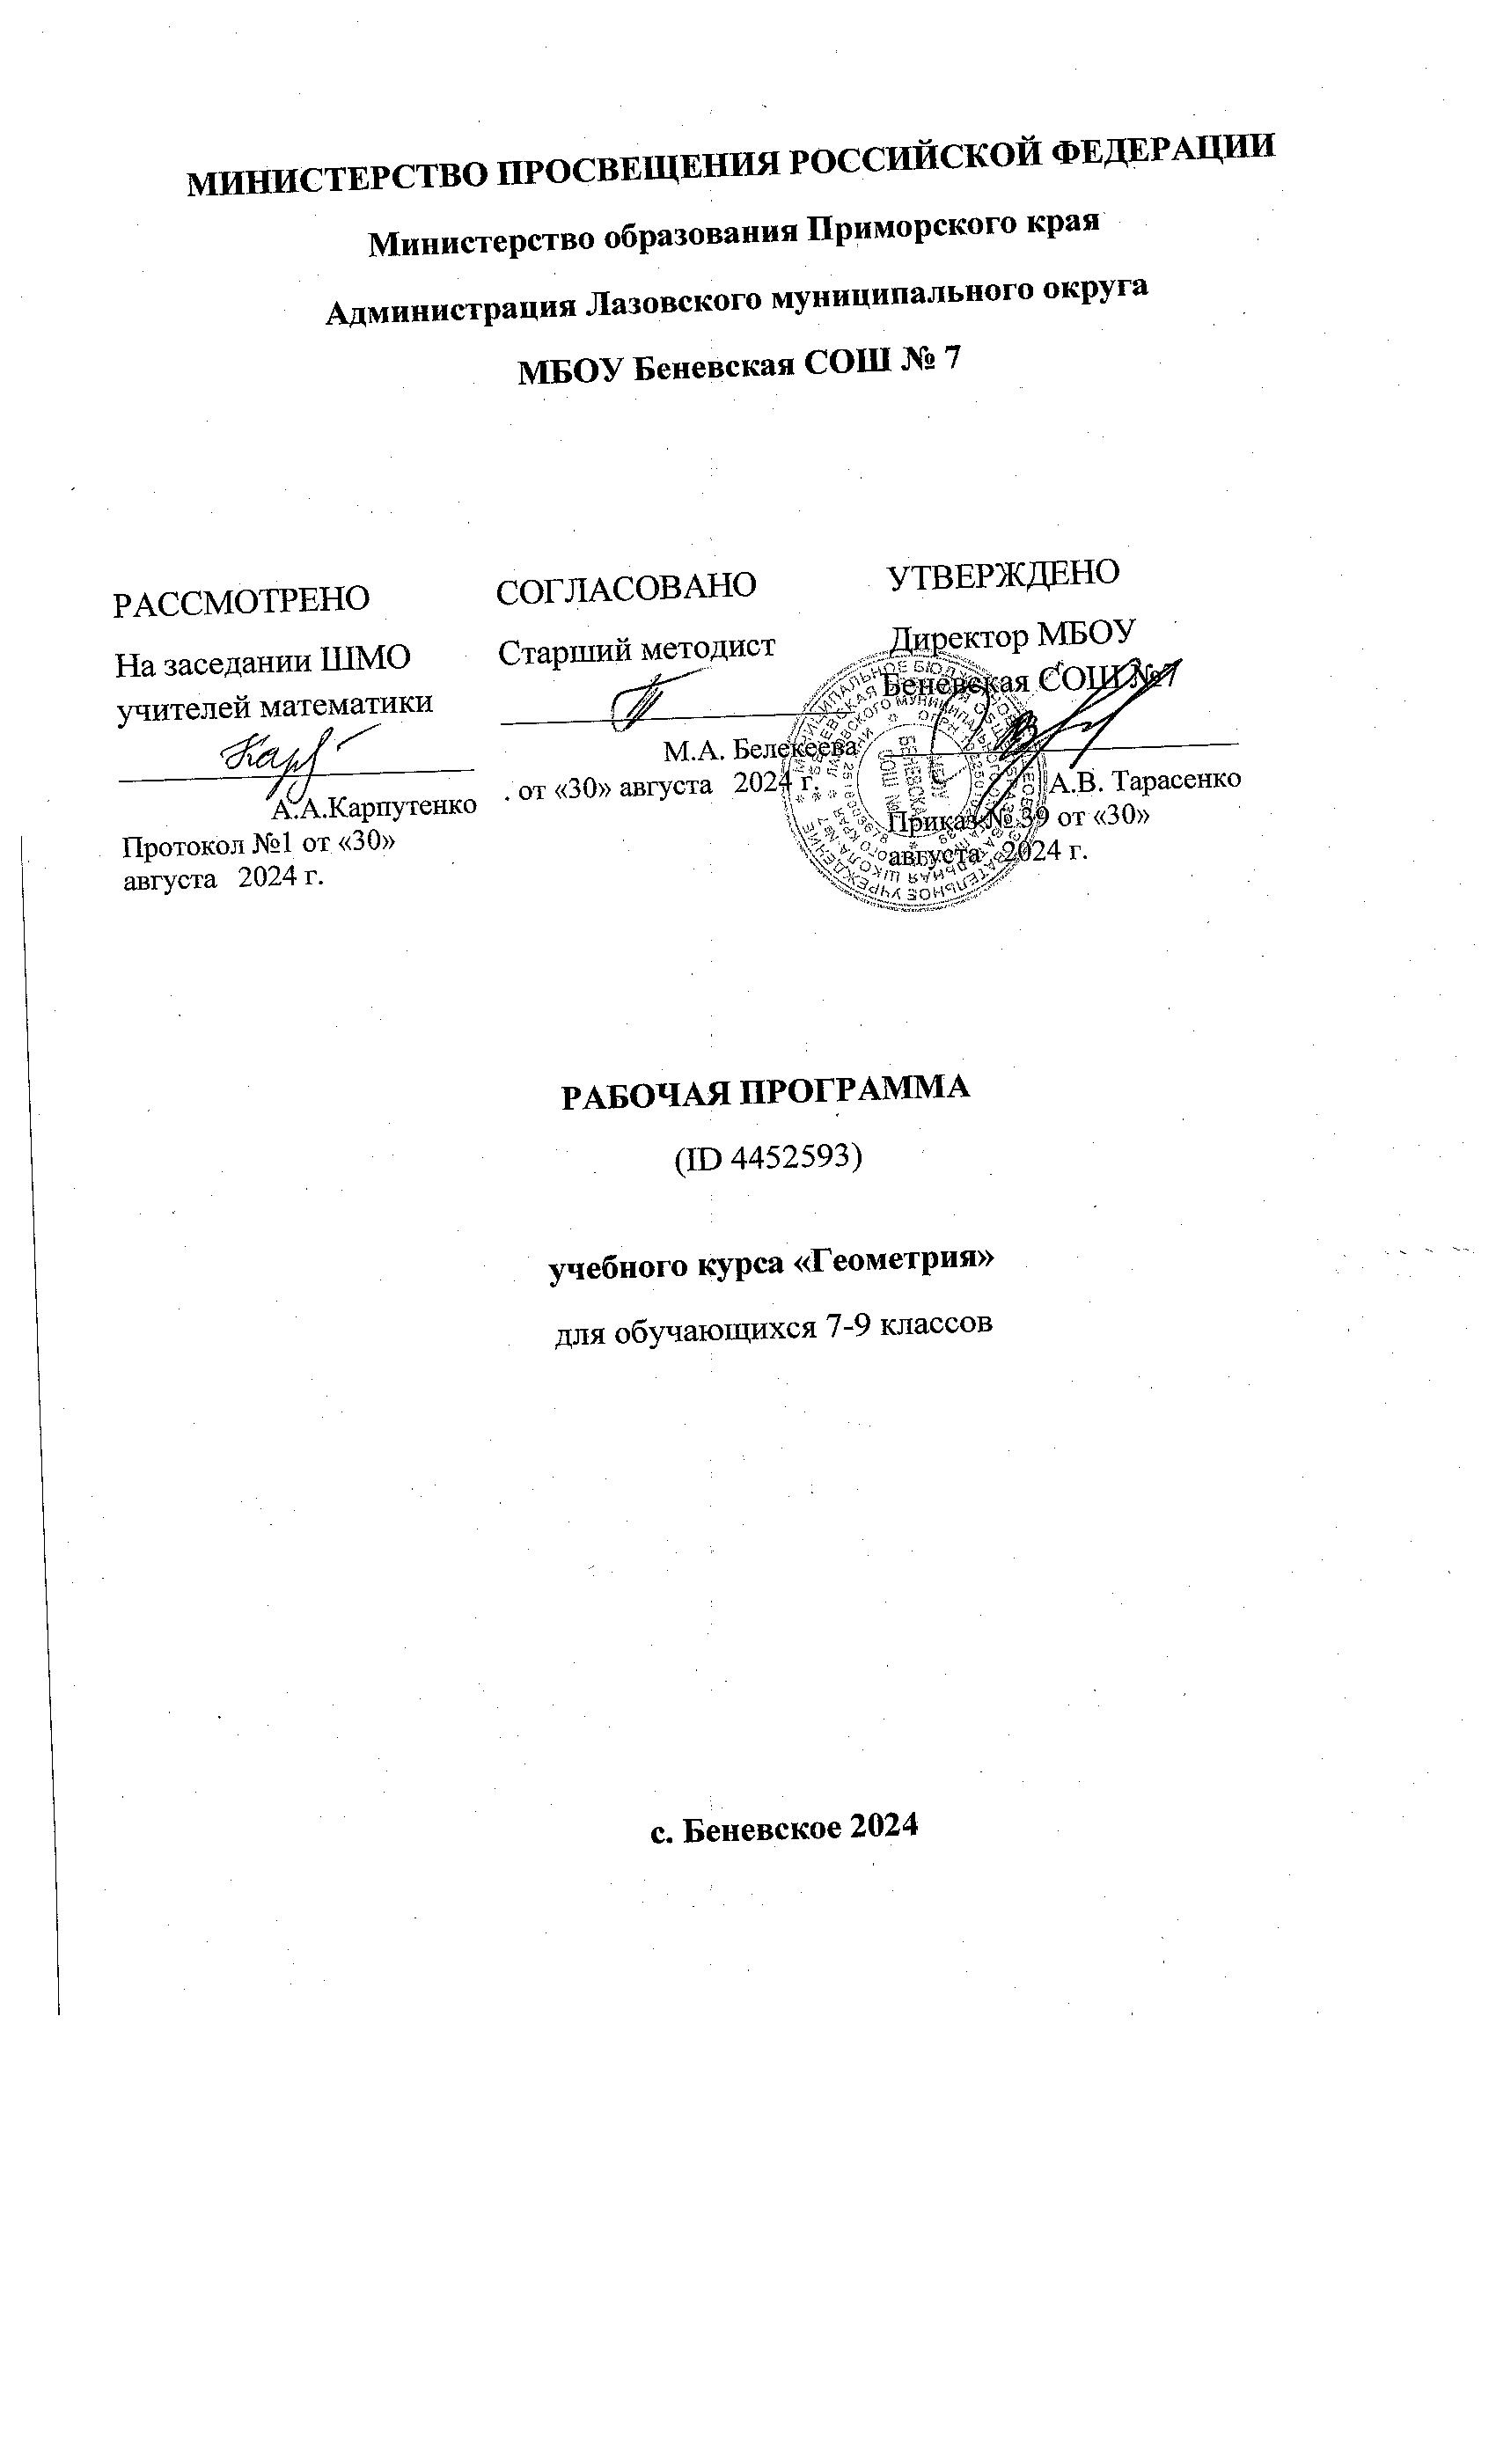 МИНИСТЕРСТВО ПРОСВЕЩЕНИЯ РОССИЙСКОЙ ФЕДЕРАЦИИ
Министерство образования Приморского края
Администрация Лазовского муниципального округа
МБОУ Беневская СОШ № 7
РАССМОТРЕНО
На заседании ШМО
учителей математики
А.А.Карпутенко
Протокол №1 от «30»
августа 2024 г.
СОГЛАСОВАНО
Старший методист
М.А. Белекеева
. от «30» августа 2024 г.
УТВЕРЖДЕНО
Директор МБОУ
Беневская СОШ №7
А.В. Тарасенко
Приказ № 39 от «30»
августа 2024 г.
РАБОЧАЯ ПРОГРАММА
(ID 4452593)
учебного курса «Геометрия»
для обучающихся 7-9 классов
с. Беневское 2024